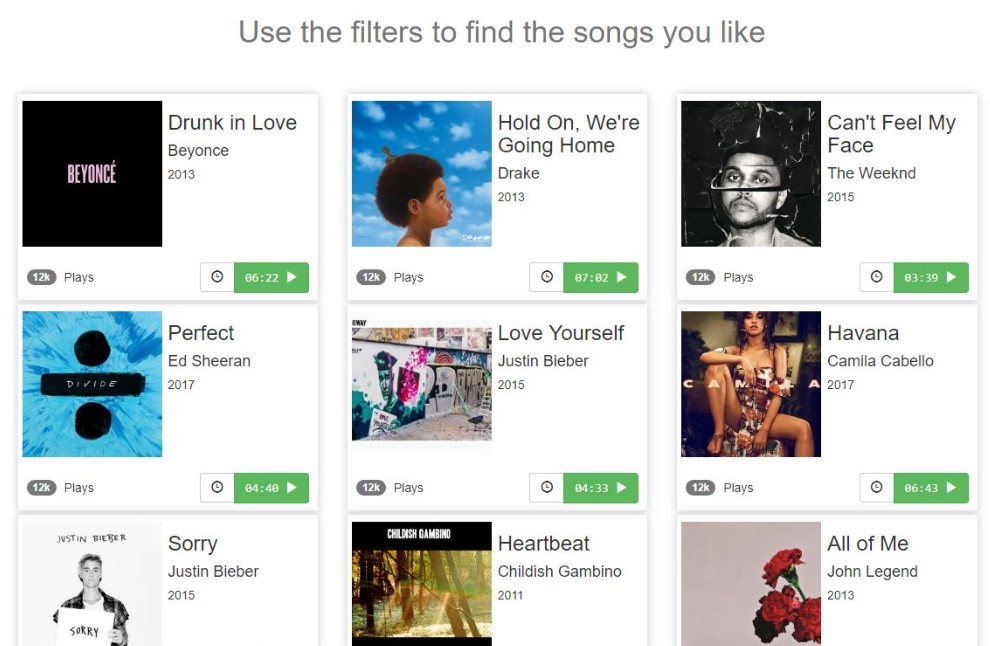 Use the filters to find the songs you like
BEYONCÉ
Drunk in Love
Beyonce
2013
12k Plays
06:22
Hold On, We're
Going Home
Drake
2013
12k Plays
07:02
Can't Feel My
Face
The Weeknd
2015
12k Plays
03:39
DIVIDE
Perfect
Ed Sheeran
2017
12k Plays
04:40
Love Yourself
Justin Bieber
2015
12k Plays
04:33
CAMILA
Havana
Camila Cabello
2017
12k Plays
06:43
JUSTIN BIEBER
SORRY
Sorry
Justin Bieber
2015
CHILDISH GAMBINO
Heartbeat
Childish Gambino
2011
All of Me
John Legend
2013